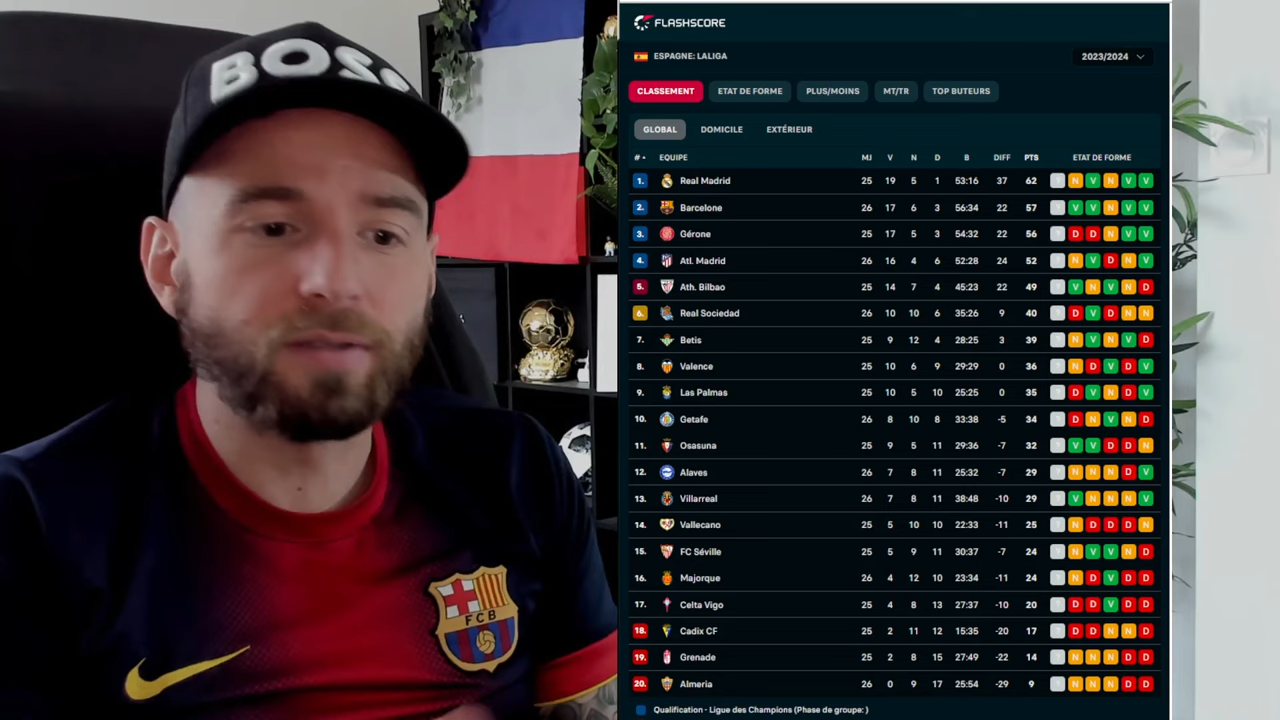 BOSS
FCB
FLASHSCORE
ESPAGNE: LALIGA
2023/2024
CLASSEMENT ETAT DE FORME PLUS/MOINS MT/TR TOP BUTEURS
GLOBAL DOMICILE EXTÉRIEUR
# EQUIPE MJ V N D B DIFF PTS ETAT DE FORME
1. Real Madrid 25 19 5 1 53:16 37 62 ? N V N V V
2. Barcelone 26 17 6 3 56:34 22 57 ? V V N V V
3. Gérone 25 17 5 3 54:32 22 56 ? D D N V V
4. Atl. Madrid 26 16 4 6 52:28 24 52 ? N V D N V
5. Ath. Bilbao 25 14 7 4 45:23 22 49 ? V N V N D
6. Real Sociedad 26 10 10 6 35:26 9 40 ? D V D N N
7. Betis 25 9 12 4 28:25 3 39 ? N V N V D
8. Valence 25 10 6 9 29:29 0 36 ? N D V D V
9. Las Palmas 25 10 5 10 25:25 0 35 ? D V N D V
10. Getafe 26 8 10 8 33:38 -5 34 ? D N V N D
11. Osasuna 25 9 5 11 29:36 -7 32 ? V V D D N
12. Alaves 26 7 8 11 25:32 -7 29 ? N N N D V
13. Villarreal 26 7 8 11 38:48 -10 29 ? V N N N V
14. Vallecano 25 5 10 10 22:33 -11 25 ? N D D D N
15. FC Séville 25 5 9 11 30:37 -7 24 ? N V V N D
16. Majorque 26 4 12 10 23:34 -11 24 ? N D V D D
17. Celta Vigo 25 4 8 13 27:37 -10 20 ? D D V D D
18. Cadix CF 25 2 11 12 15:35 -20 17 ? D D N N D
19. Grenade 25 2 8 15 27:49 -22 14 ? N N N D D
20. Almeria 26 0 9 17 25:54 -29 9 ? N N N D D
Qualification - Ligue des Champions (Phase de groupe: )